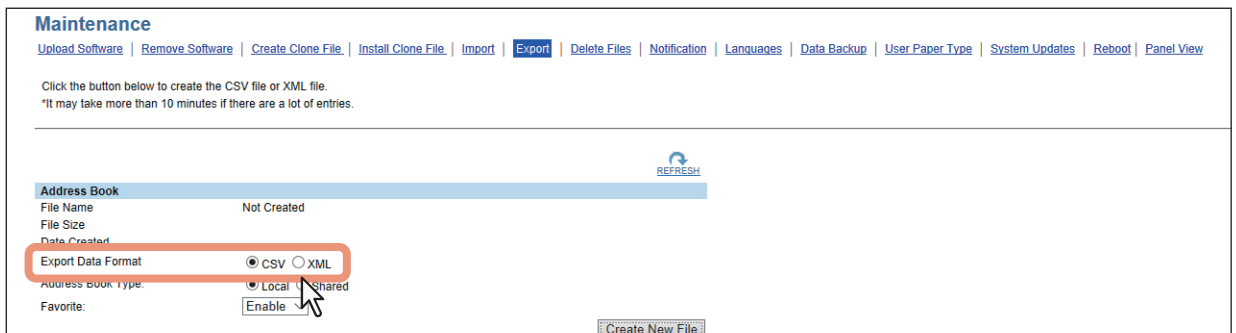 Maintenance
Upload Software | Remove Software | Create Clone File | Install Clone File | Import | Export | Delete Files | Notification | Languages | Data Backup | User Paper Type | System Updates | Reboot | Panel View
Click the button below to create the CSV file or XML file.
*It may take more than 10 minutes if there are a lot of entries.
REFRESH
Address Book
File Name Not Created
File Size
Date Created
Export Data Format CSV XML
Address Book Type: Local Shared
Favorite: Enable
Create New File